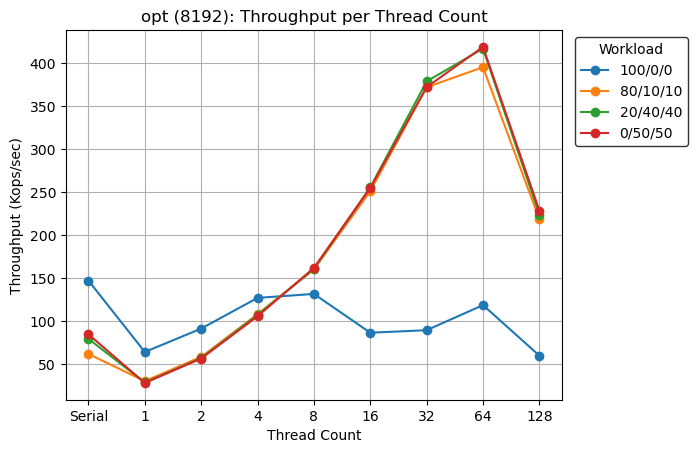 opt (8192): Throughput per Thread Count
Throughput (Kops/sec)
400
350
300
250
200
150
100
50
Serial 1 2 4 8 16 32 64 128
Thread Count
Workload
100/0/0
80/10/10
20/40/40
0/50/50